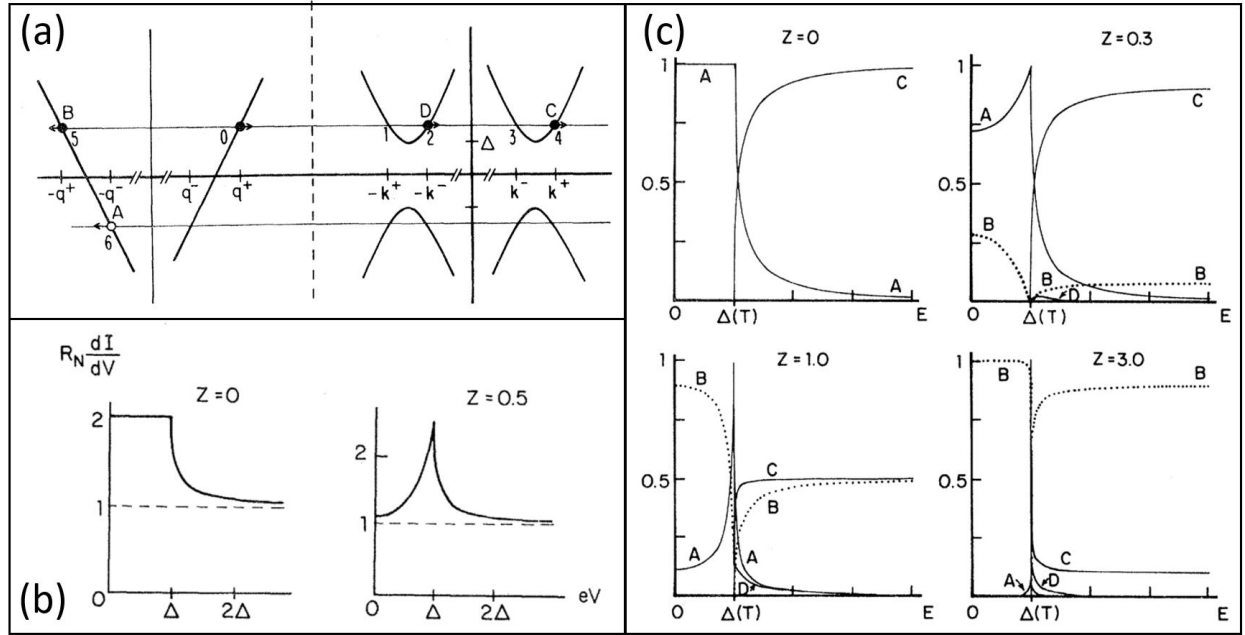 (a)
B
D
C
5
0
1
2
3
4
Δ
-q⁺
-q⁻
q⁻
q⁺
-k⁺
-k⁻
k⁻
k⁺
A
6
(b)
R_N dI/dV
Z = 0
2
1
0
Δ
2Δ
Z = 0.5
2
1
0
Δ
2Δ
eV
(c)
Z = 0
1
A
C
0.5
A
0
Δ(T)
E
Z = 0.3
1
A
C
0.5
B
B
B
D
0
Δ(T)
E
Z = 1.0
1
B
0.5
C
B
A
A
D
0
Δ(T)
E
Z = 3.0
1
B
B
0.5
C
A
D
0
Δ(T)
E